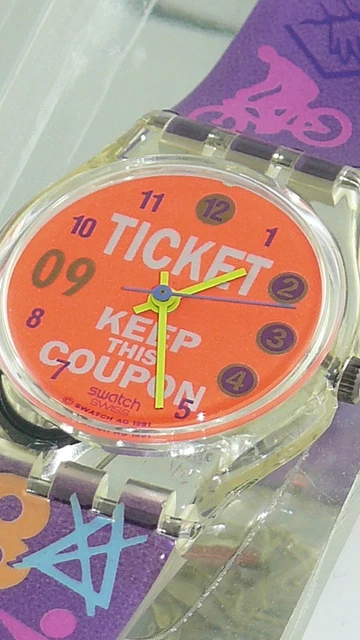 11 12 1
10 TICKET
09 2
8 KEEP 3
THIS
COUPON 4
7 5
swatch
SWISS
© SWATCH AG 1991